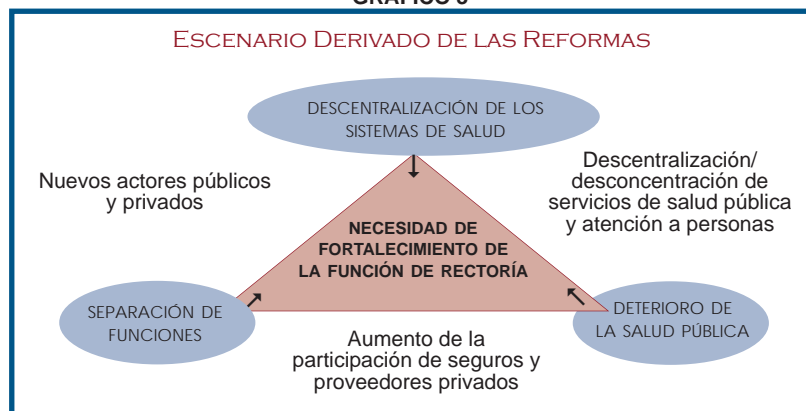 ESCENARIO DERIVADO DE LAS REFORMAS
DESCENTRALIZACIÓN DE LOS
SISTEMAS DE SALUD
Nuevos actores públicos
y privados
Descentralización/
desconcentración de
servicios de salud pública
y atención a personas
NECESIDAD DE
FORTALECIMIENTO DE
LA FUNCIÓN DE RECTORÍA
SEPARACIÓN DE
FUNCIONES
DETERIORO DE
LA SALUD PÚBLICA
Aumento de la
participación de seguros y
proveedores privados